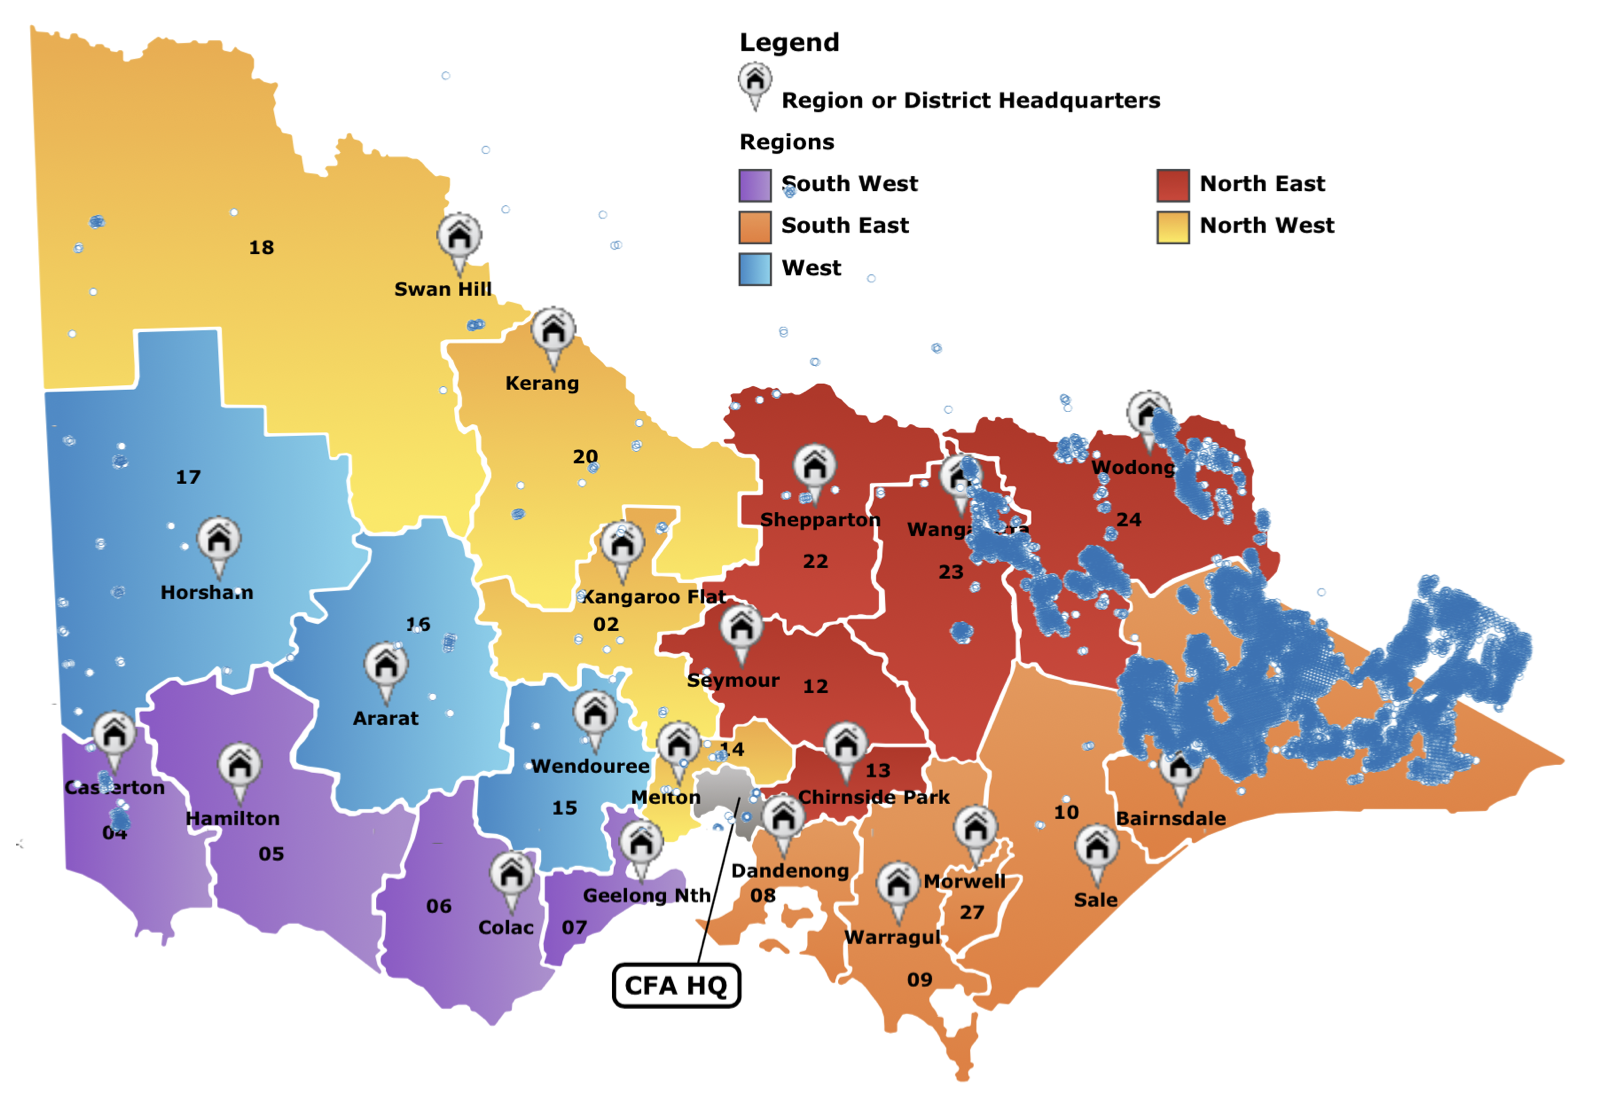 Legend
Region or District Headquarters
Regions
South West
North East
South East
North West
West
18
Swan Hill
Kerang
20
17
Shepparton
Wodong
24
22
23
Horsham
Kangaroo Flat
02
16
Seymour
12
Ararat
14
Wendouree
13
Melton
Chirnside Park
15
Casterton
04
Hamilton
05
10
Bairnsdale
Dandenong
08
Morwell
27
Sale
Geelong Nth
06
Colac
07
Warragul
09
CFA HQ